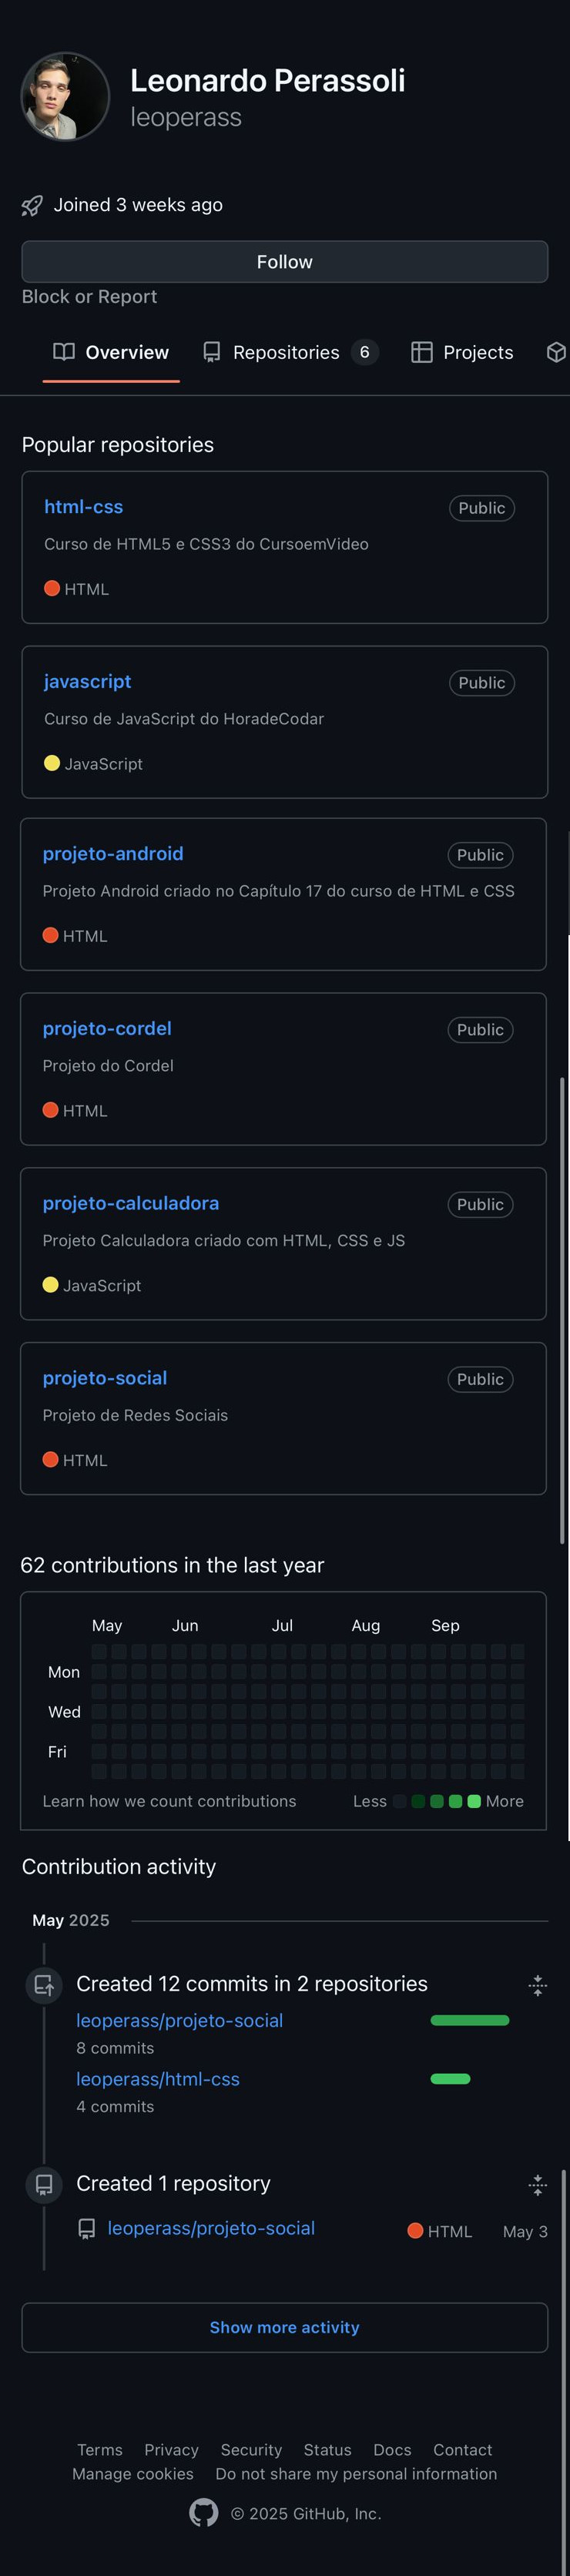 Leonardo Perassoli
leoperass
Joined 3 weeks ago
Follow
Block or Report
Overview Repositories 6 Projects
Popular repositories
html-css Public
Curso de HTML5 e CSS3 do CursoemVideo
HTML
javascript Public
Curso de JavaScript do HoradeCodar
JavaScript
projeto-android Public
Projeto Android criado no Capítulo 17 do curso de HTML e CSS
HTML
projeto-cordel Public
Projeto do Cordel
HTML
projeto-calculadora Public
Projeto Calculadora criado com HTML, CSS e JS
JavaScript
projeto-social Public
Projeto de Redes Sociais
HTML
62 contributions in the last year
May Jun Jul Aug Sep
Mon
Wed
Fri
Learn how we count contributions Less More
Contribution activity
May 2025
Created 12 commits in 2 repositories
leoperass/projeto-social
8 commits
leoperass/html-css
4 commits
Created 1 repository
leoperass/projeto-social HTML May 3
Show more activity
Terms Privacy Security Status Docs Contact
Manage cookies Do not share my personal information
© 2025 GitHub, Inc.